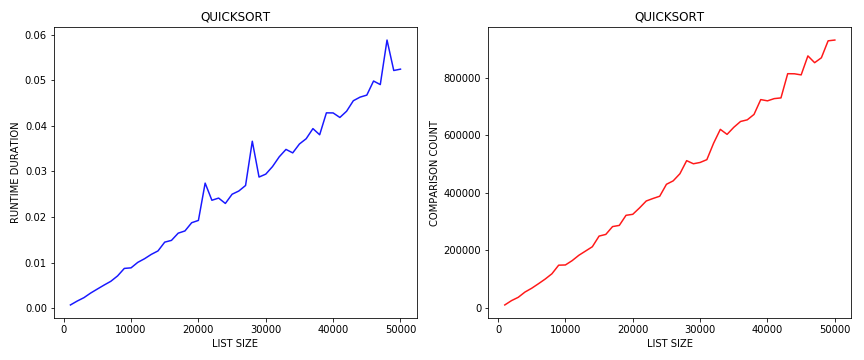 QUICKSORT
RUNTIME DURATION
0.06
0.05
0.04
0.03
0.02
0.01
0.00
0 10000 20000 30000 40000 50000
LIST SIZE
QUICKSORT
COMPARISON COUNT
800000
600000
400000
200000
0
0 10000 20000 30000 40000 50000
LIST SIZE